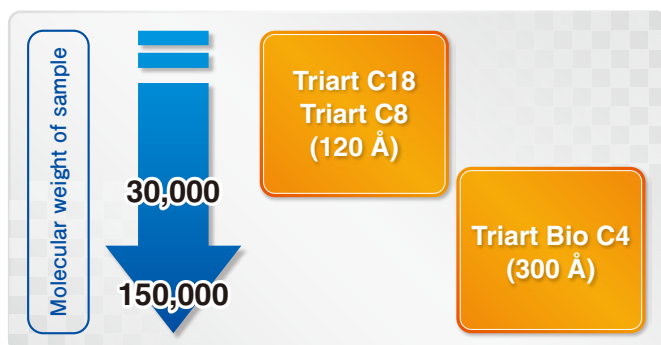 Molecular weight of sample
30,000
150,000
Triart C18
Triart C8
(120 Å)
Triart Bio C4
(300 Å)